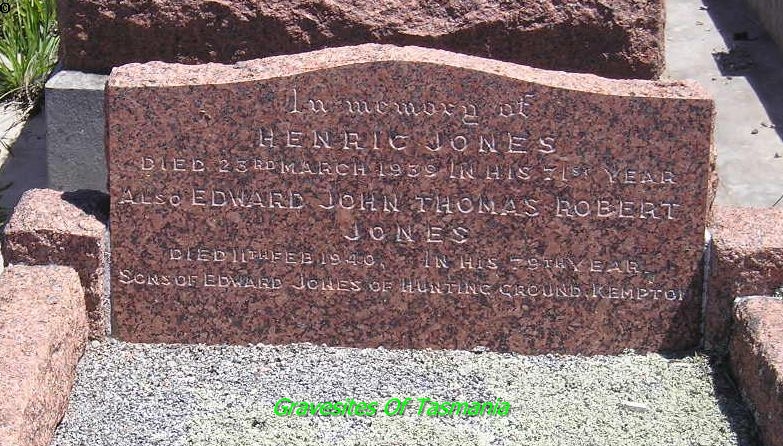 In memory of
HENRIC JONES
DIED 23RD MARCH 1939 IN HIS 71ST YEAR
ALSO EDWARD JOHN THOMAS ROBERT
JONES
DIED 11TH FEB 1940. IN HIS 79TH YEAR.
SONS OF EDWARD JONES OF HUNTING GROUND, KEMPTON
Gravesites Of Tasmania